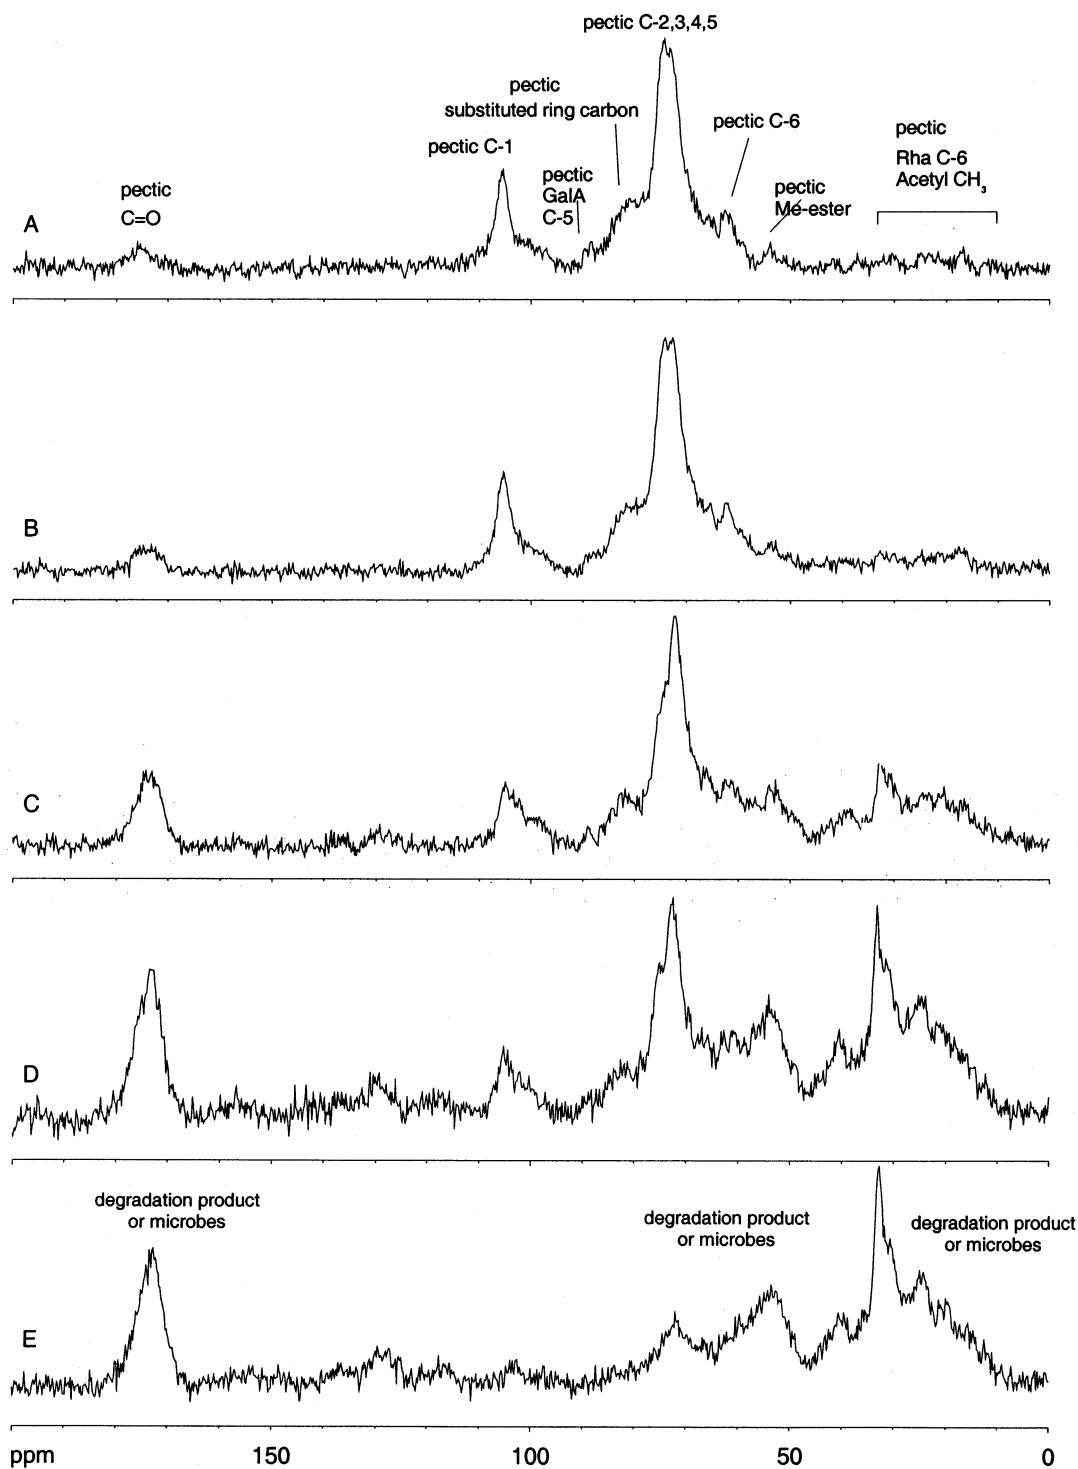 pectic C-2,3,4,5
pectic
substituted ring carbon
pectic C-6
pectic
Rha C-6
Acetyl CH₃
pectic C-1
pectic
GalA
C-5
pectic
Me-ester
pectic
C=O
A
B
C
D
degradation product
or microbes
degradation product
or microbes
degradation product
or microbes
E
ppm 150 100 50 0